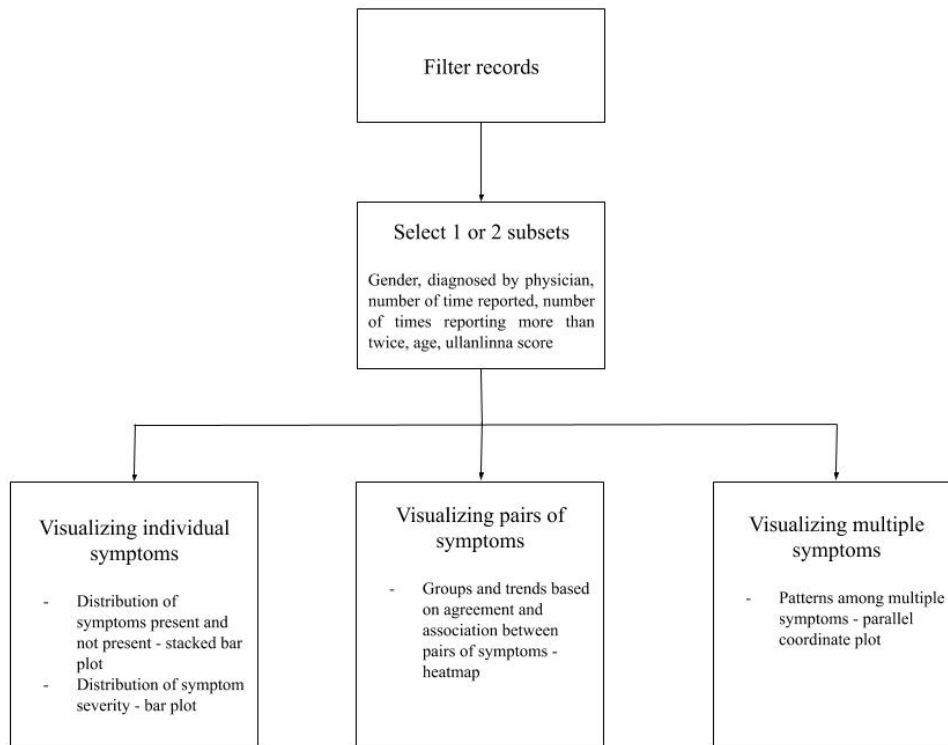 Filter records
Select 1 or 2 subsets
Gender, diagnosed by physician,
number of time reported, number
of times reporting more than
twice, age, ullanlinna score
Visualizing individual
symptoms
- Distribution of
symptoms present and
not present - stacked bar
plot
- Distribution of symptom
severity - bar plot
Visualizing pairs of
symptoms
- Groups and trends based
on agreement and
association between
pairs of symptoms -
heatmap
Visualizing multiple
symptoms
- Patterns among multiple
symptoms - parallel
coordinate plot